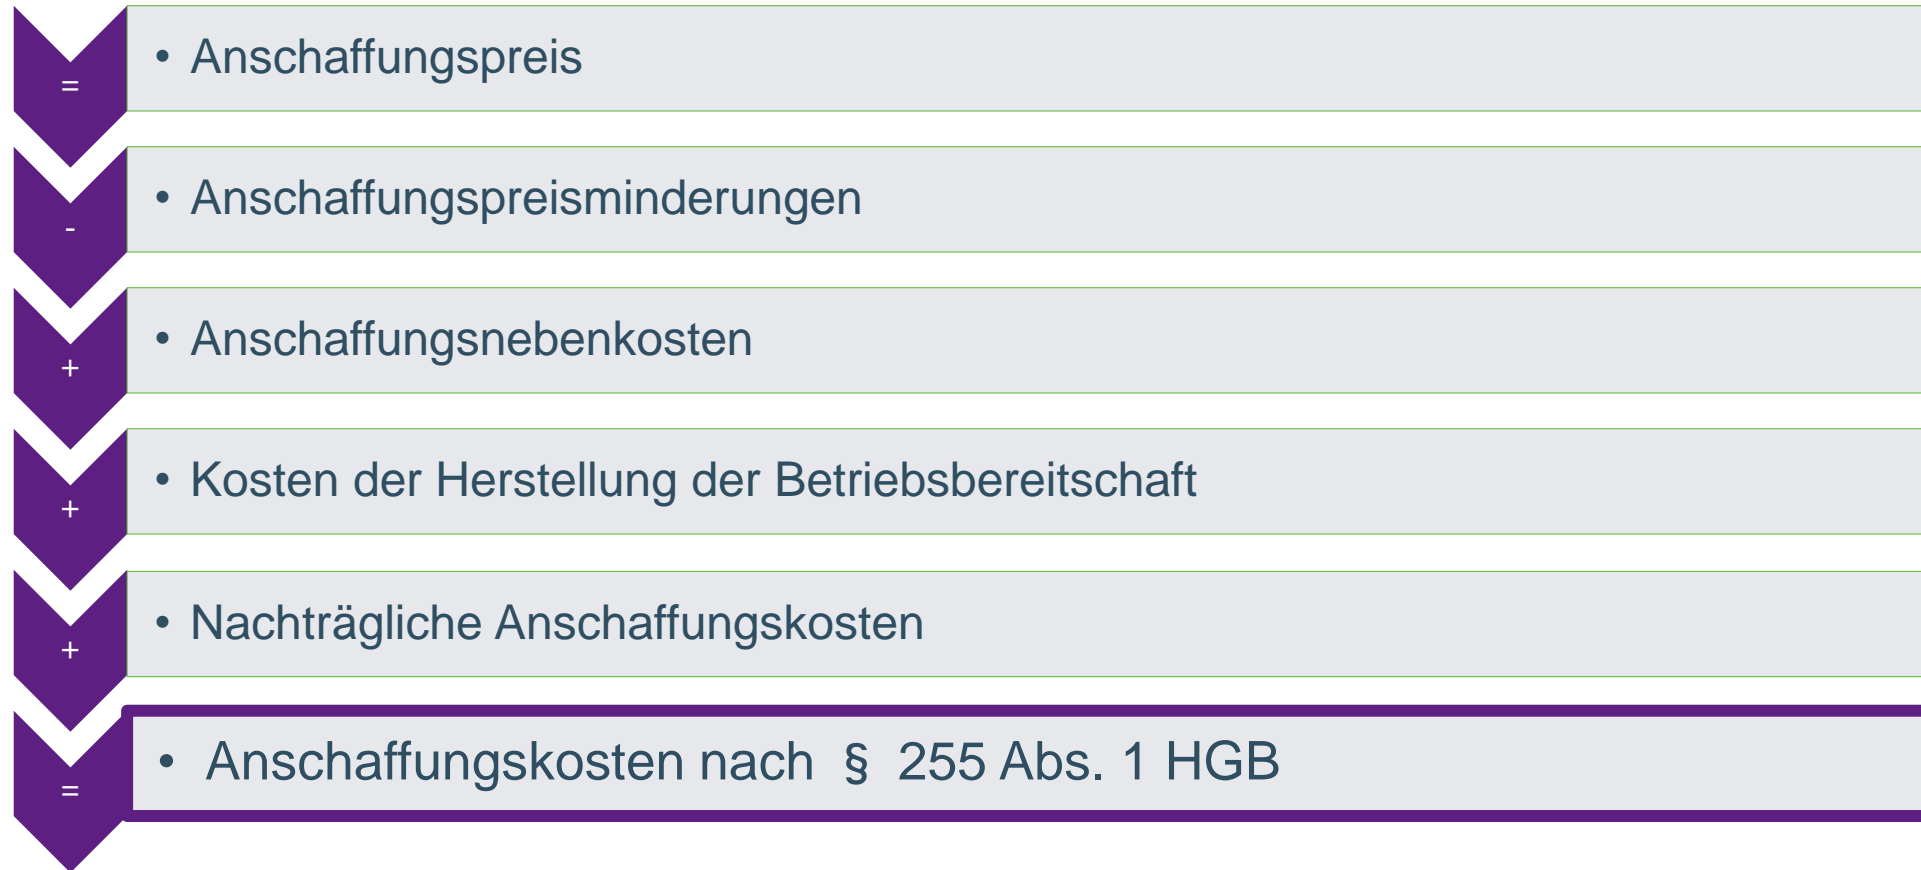 = • Anschaffungspreis
- • Anschaffungspreisminderungen
+ • Anschaffungsnebenkosten
+ • Kosten der Herstellung der Betriebsbereitschaft
+ • Nachträgliche Anschaffungskosten
= • Anschaffungskosten nach § 255 Abs. 1 HGB